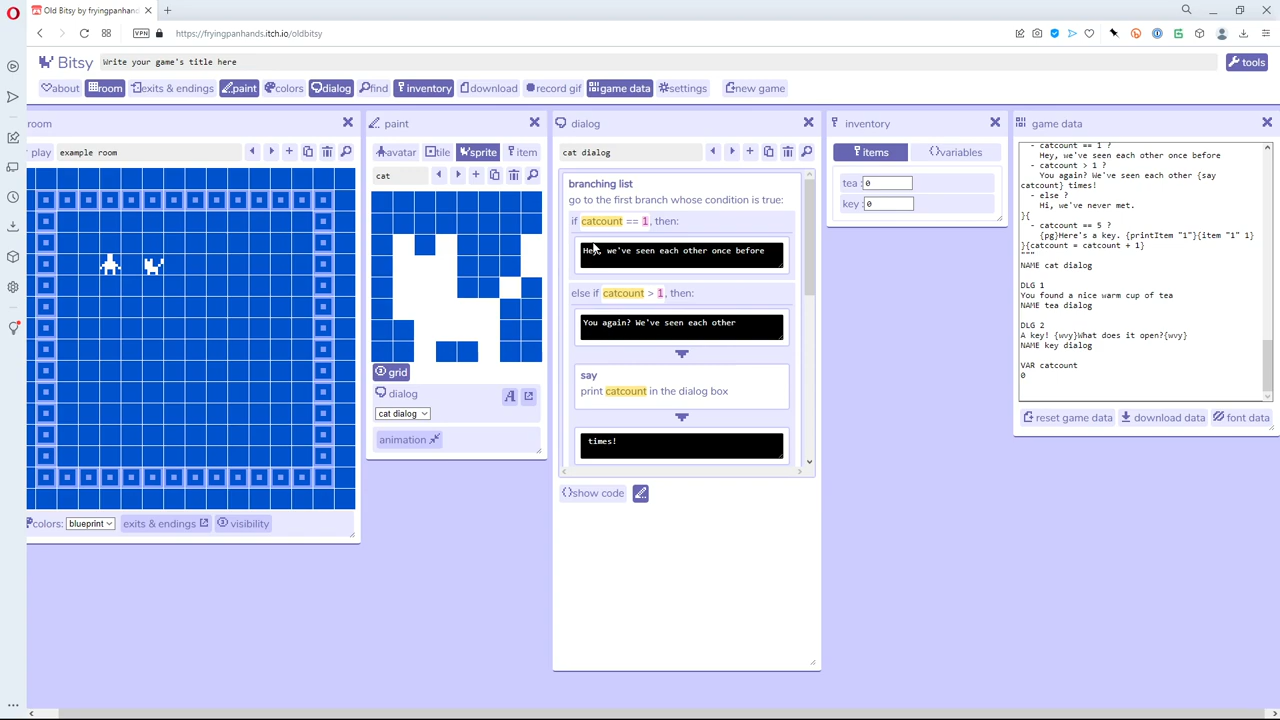 Old Bitsy by fryingpanhands
https://fryingpanhands.itch.io/oldbitsy
VPN
Bitsy
Write your game's title here
tools
about
room
exits & endings
paint
colors
dialog
find
inventory
download
record gif
game data
settings
new game
room
play
example room
colors:
blueprint
exits & endings
visibility
paint
avatar
tile
sprite
item
cat
grid
dialog
cat dialog
animation
dialog
cat dialog
branching list
go to the first branch whose condition is true:
if catcount == 1, then:
Hey, we've seen each other once before
else if catcount > 1, then:
You again? We've seen each other
say
print catcount in the dialog box
times!
show code
inventory
items
variables
tea : 0
key : 0
game data
- catcount == 1 ?
Hey, we've seen each other once before
- catcount > 1 ?
You again? We've seen each other {say
catcount} times!
- else ?
Hi, we've never met.
}{
- catcount == 5 ?
{pg}Here's a key. {printItem "1"}{item "1" 1}
}{catcount = catcount + 1}
"""
NAME cat dialog
DLG 1
You found a nice warm cup of tea
NAME tea dialog
DLG 2
A key! {wvy}What does it open?{wvy}
NAME key dialog
VAR catcount
0
reset game data
download data
font data